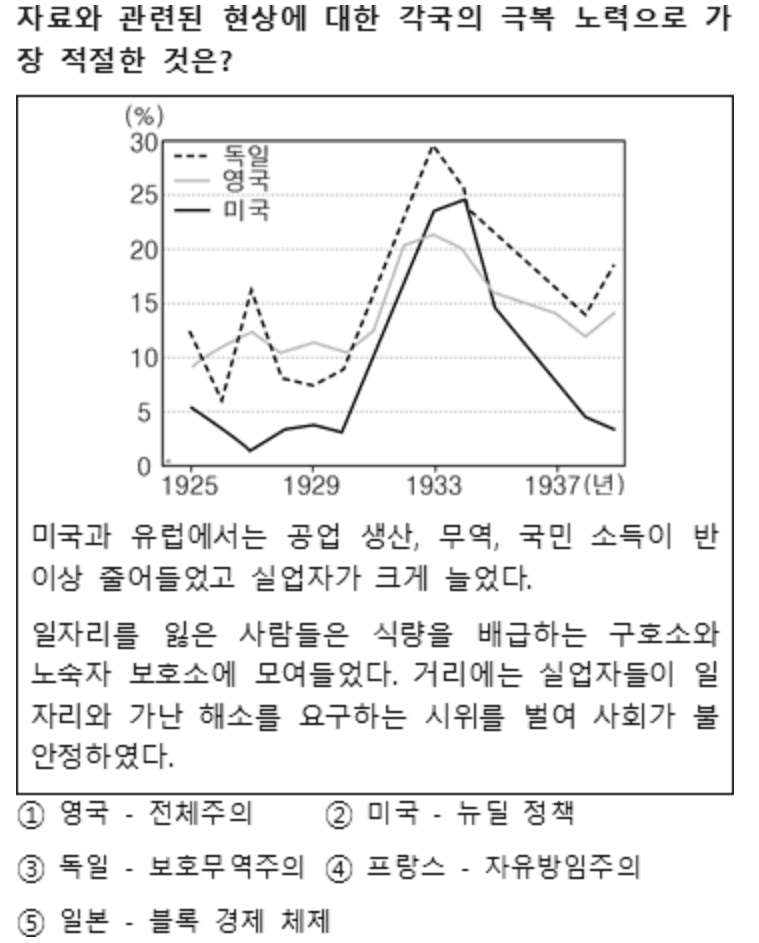 자료와 관련된 현상에 대한 각국의 극복 노력으로 가
장 적절한 것은?
(%)
30
독일
영국
25
미국
20
15
10
5
0
1925 1929 1933 1937(년)
미국과 유럽에서는 공업 생산, 무역, 국민 소득이 반
이상 줄어들었고 실업자가 크게 늘었다.
일자리를 잃은 사람들은 식량을 배급하는 구호소와
노숙자 보호소에 모여들었다. 거리에는 실업자들이 일
자리와 가난 해소를 요구하는 시위를 벌여 사회가 불
안정하였다.
① 영국 - 전체주의 ② 미국 - 뉴딜 정책
③ 독일 - 보호무역주의 ④ 프랑스 - 자유방임주의
⑤ 일본 - 블록 경제 체제